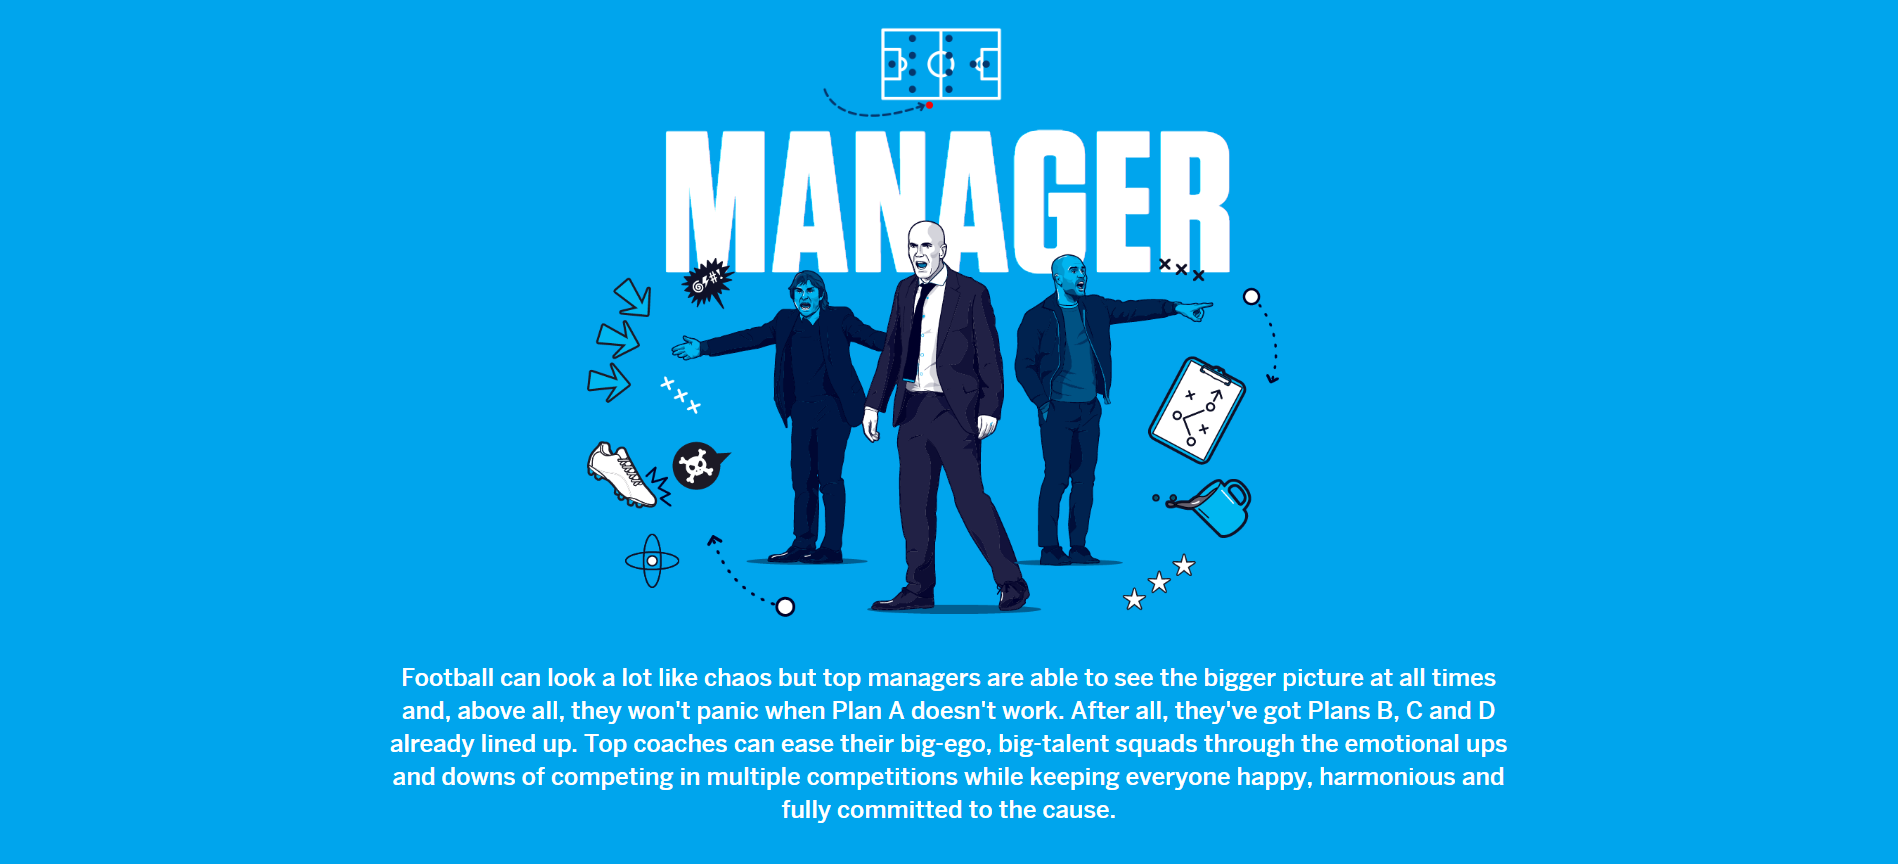 MANAGER
@⚡#!
Football can look a lot like chaos but top managers are able to see the bigger picture at all times
and, above all, they won't panic when Plan A doesn't work. After all, they've got Plans B, C and D
already lined up. Top coaches can ease their big-ego, big-talent squads through the emotional ups
and downs of competing in multiple competitions while keeping everyone happy, harmonious and
fully committed to the cause.